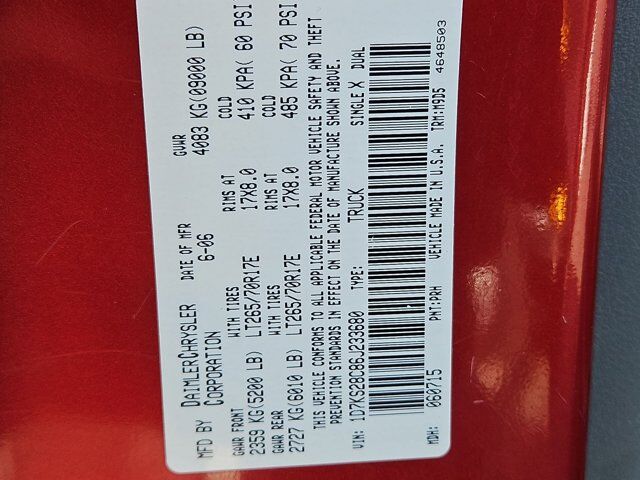 MFD BY DAIMLERCHRYSLER CORPORATION DATE OF MFR 6-06 GVWR 4083 KG(09000 LB)
GAWR FRONT WITH TIRES RIMS AT COLD
2359 KG(5200 LB) LT265/70R17E 17X8.0 410 KPA( 60 PSI
GAWR REAR WITH TIRES RIMS AT COLD
2727 KG(6010 LB) LT265/70R17E 17X8.0 485 KPA( 70 PSI
THIS VEHICLE CONFORMS TO ALL APPLICABLE FEDERAL MOTOR VEHICLE SAFETY AND THEFT
PREVENTION STANDARDS IN EFFECT ON THE DATE OF MANUFACTURE SHOWN ABOVE.
VIN: 1D7KS28C86J233680 TYPE: TRUCK SINGLE X DUAL
MDH: 060715 PNT:PRH VEHICLE MADE IN U.S.A. TRM:M9D5
4648503